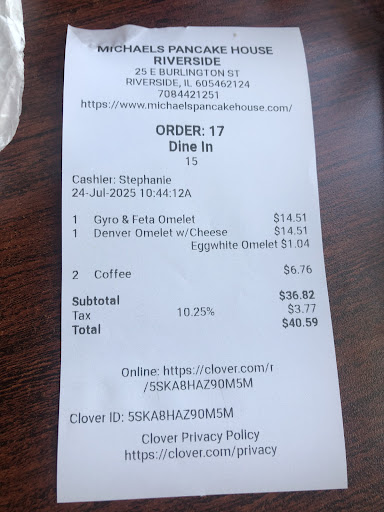 MICHAELS PANCAKE HOUSE
RIVERSIDE
25 E BURLINGTON ST
RIVERSIDE, IL 605462124
7084421251
https://www.michaelspancakehouse.com/
ORDER: 17
Dine In
15
Cashier: Stephanie
24-Jul-2025 10:44:12A
1 Gyro & Feta Omelet $14.51
1 Denver Omelet w/Cheese $14.51
Eggwhite Omelet $1.04
2 Coffee $6.76
Subtotal $36.82
Tax 10.25% $3.77
Total $40.59
Online: https://clover.com/r
/5SKA8HAZ90M5M
Clover ID: 5SKA8HAZ90M5M
Clover Privacy Policy
https://clover.com/privacy